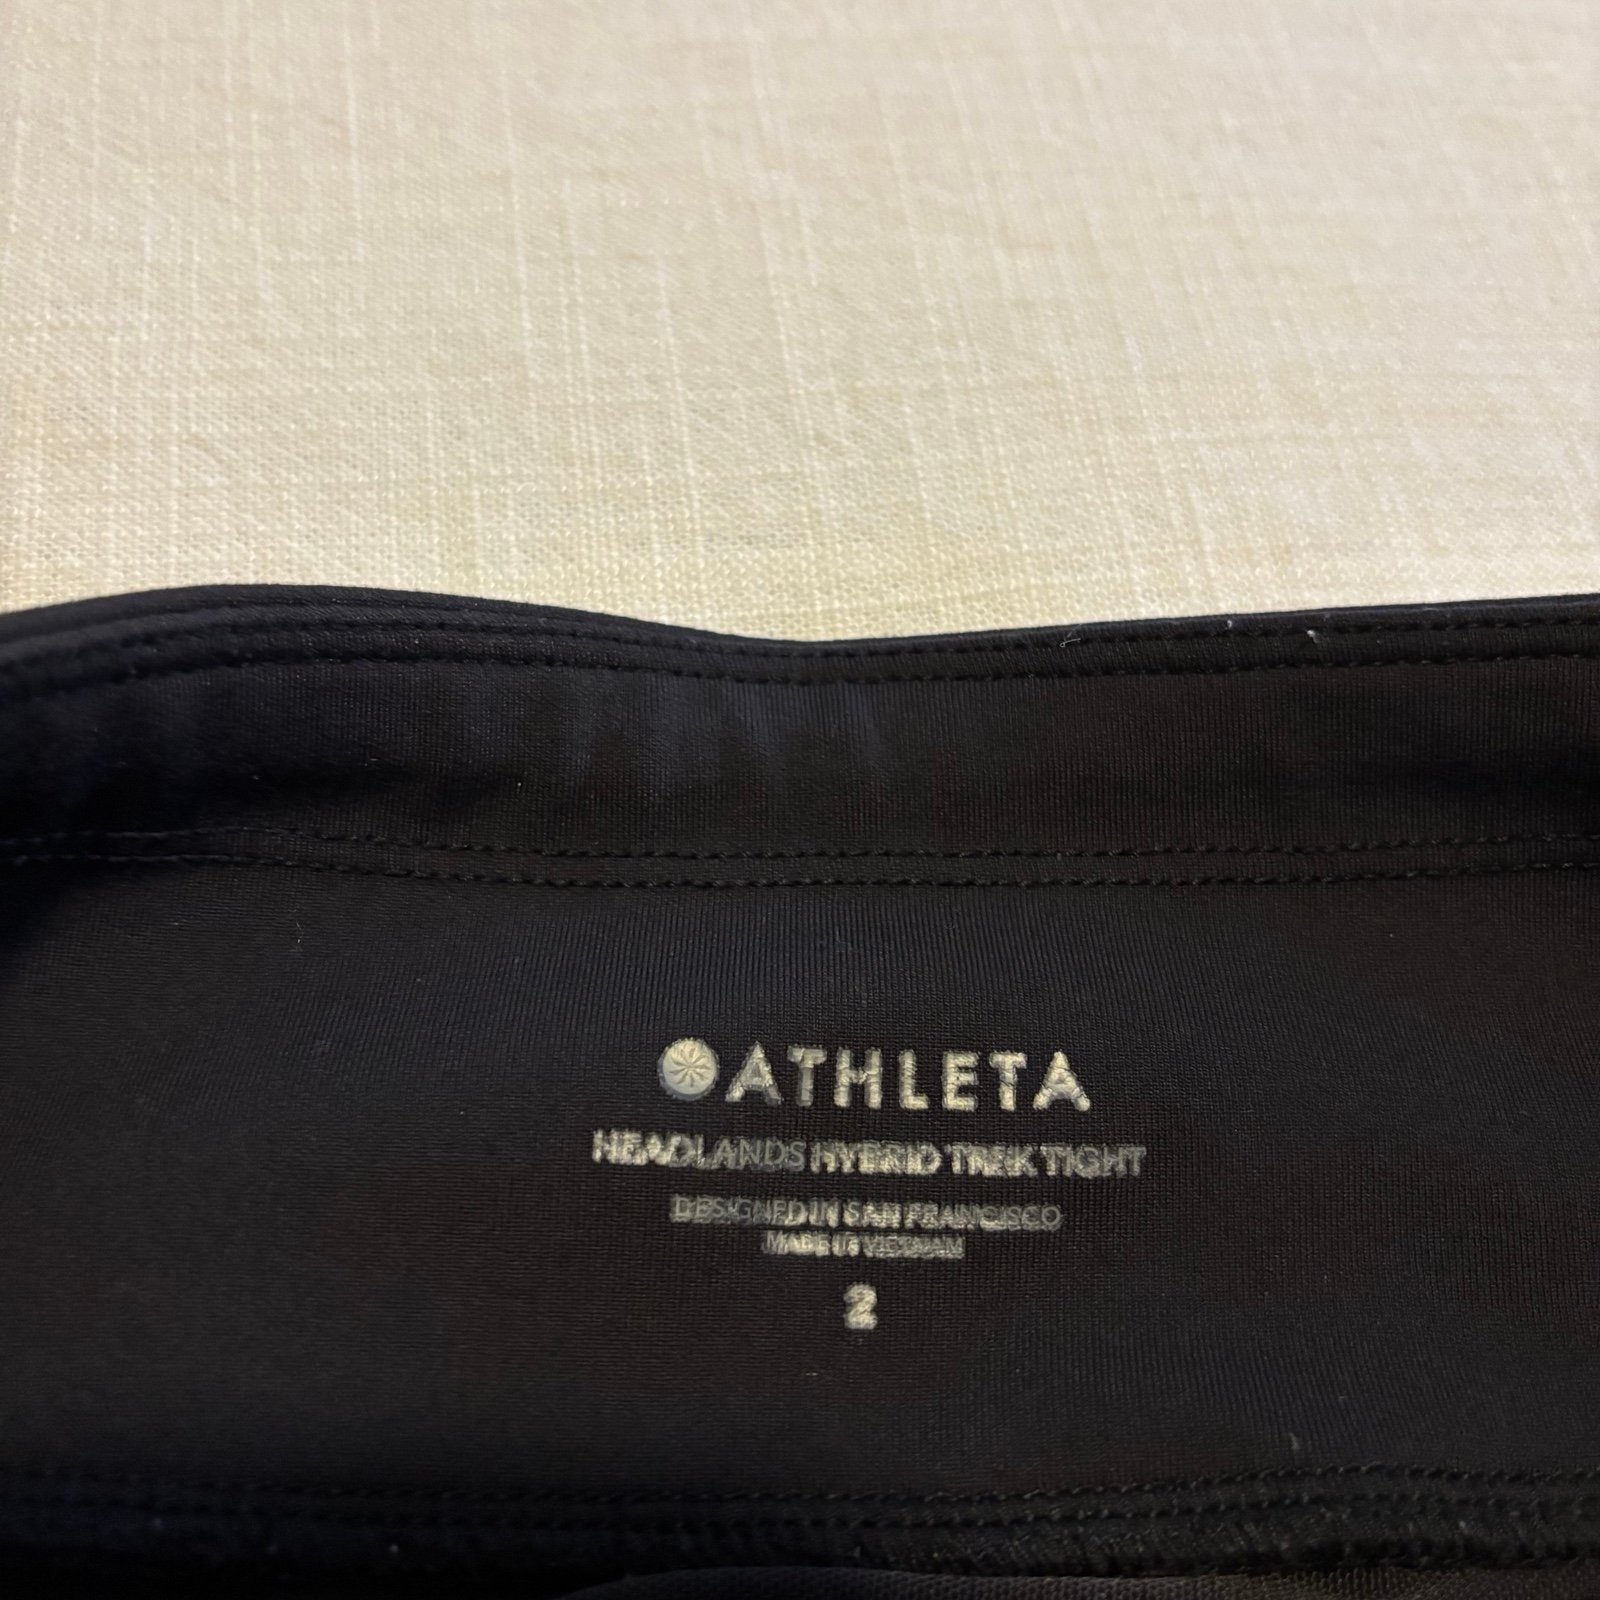 ATHLETA
HEADLANDS HYBRID TREK TIGHT
DESIGNED IN SAN FRANCISCO
MADE IN VIETNAM
2